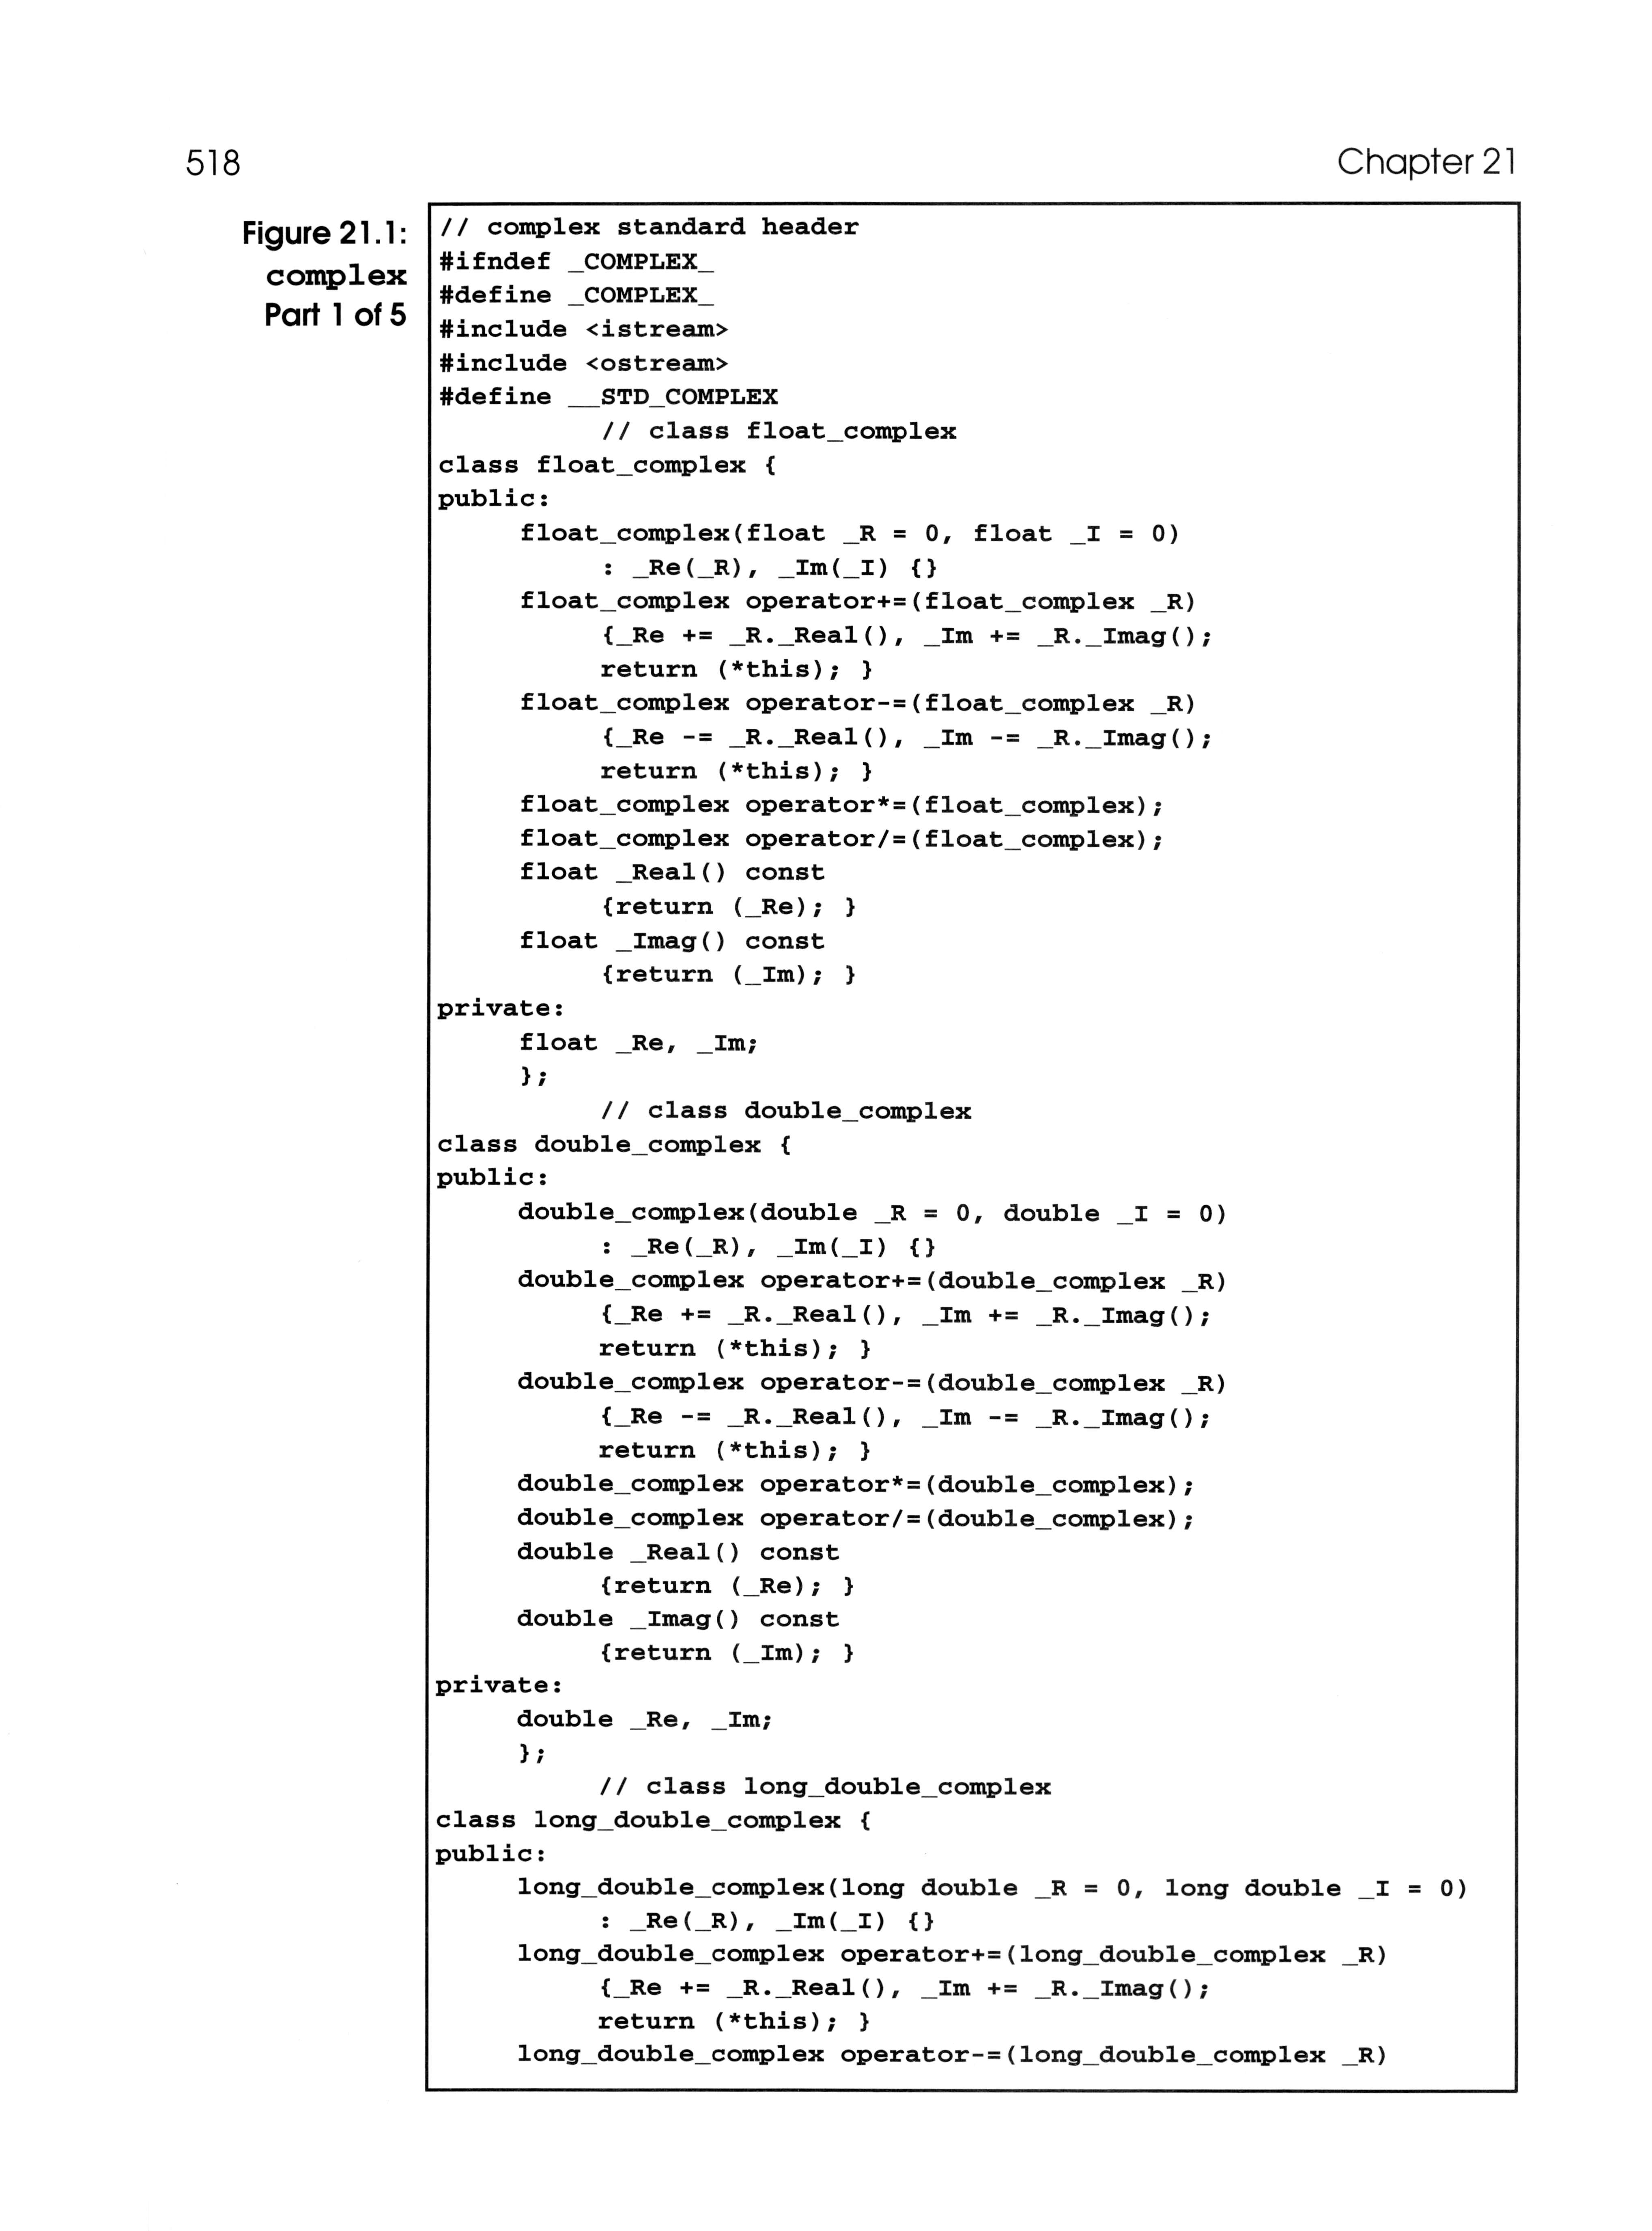 518
Chapter 21
Figure 21.1:
complex
Part 1 of 5
// complex standard header
#ifndef _COMPLEX_
#define _COMPLEX_
#include <istream>
#include <ostream>
#define __STD_COMPLEX
// class float_complex
class float_complex {
public:
float_complex(float _R = 0, float _I = 0)
: _Re(_R), _Im(_I) {}
float_complex operator+=(float_complex _R)
{_Re += _R._Real(), _Im += _R._Imag();
return (*this); }
float_complex operator-=(float_complex _R)
{_Re -= _R._Real(), _Im -= _R._Imag();
return (*this); }
float_complex operator*=(float_complex);
float_complex operator/=(float_complex);
float _Real() const
{return (_Re); }
float _Imag() const
{return (_Im); }
private:
float _Re, _Im;
};
// class double_complex
class double_complex {
public:
double_complex(double _R = 0, double _I = 0)
: _Re(_R), _Im(_I) {}
double_complex operator+=(double_complex _R)
{_Re += _R._Real(), _Im += _R._Imag();
return (*this); }
double_complex operator-=(double_complex _R)
{_Re -= _R._Real(), _Im -= _R._Imag();
return (*this); }
double_complex operator*=(double_complex);
double_complex operator/=(double_complex);
double _Real() const
{return (_Re); }
double _Imag() const
{return (_Im); }
private:
double _Re, _Im;
};
// class long_double_complex
class long_double_complex {
public:
long_double_complex(long double _R = 0, long double _I = 0)
: _Re(_R), _Im(_I) {}
long_double_complex operator+=(long_double_complex _R)
{_Re += _R._Real(), _Im += _R._Imag();
return (*this); }
long_double_complex operator-=(long_double_complex _R)